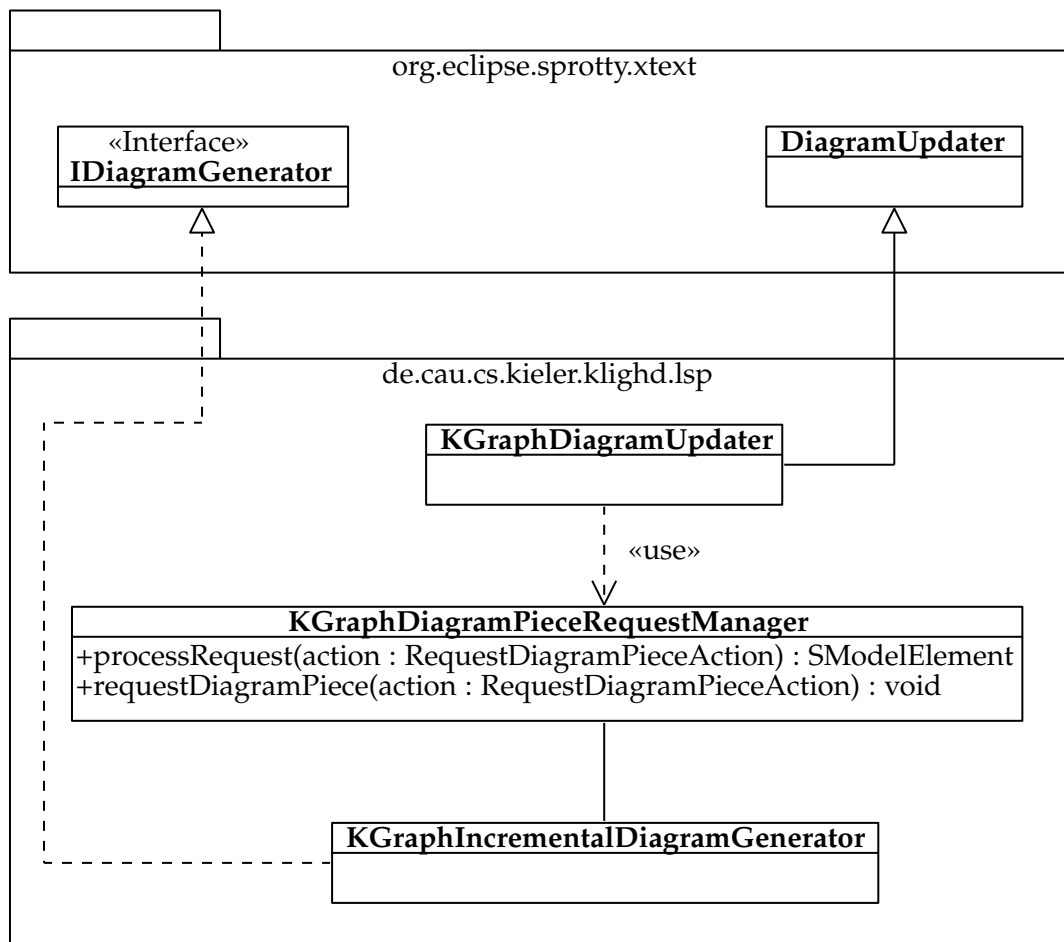 org.eclipse.sprotty.xtext
«Interface»
IDiagramGenerator
DiagramUpdater
de.cau.cs.kieler.klighd.lsp
KGraphDiagramUpdater
«use»
KGraphDiagramPieceRequestManager
+processRequest(action : RequestDiagramPieceAction) : SModelElement
+requestDiagramPiece(action : RequestDiagramPieceAction) : void
KGraphIncrementalDiagramGenerator